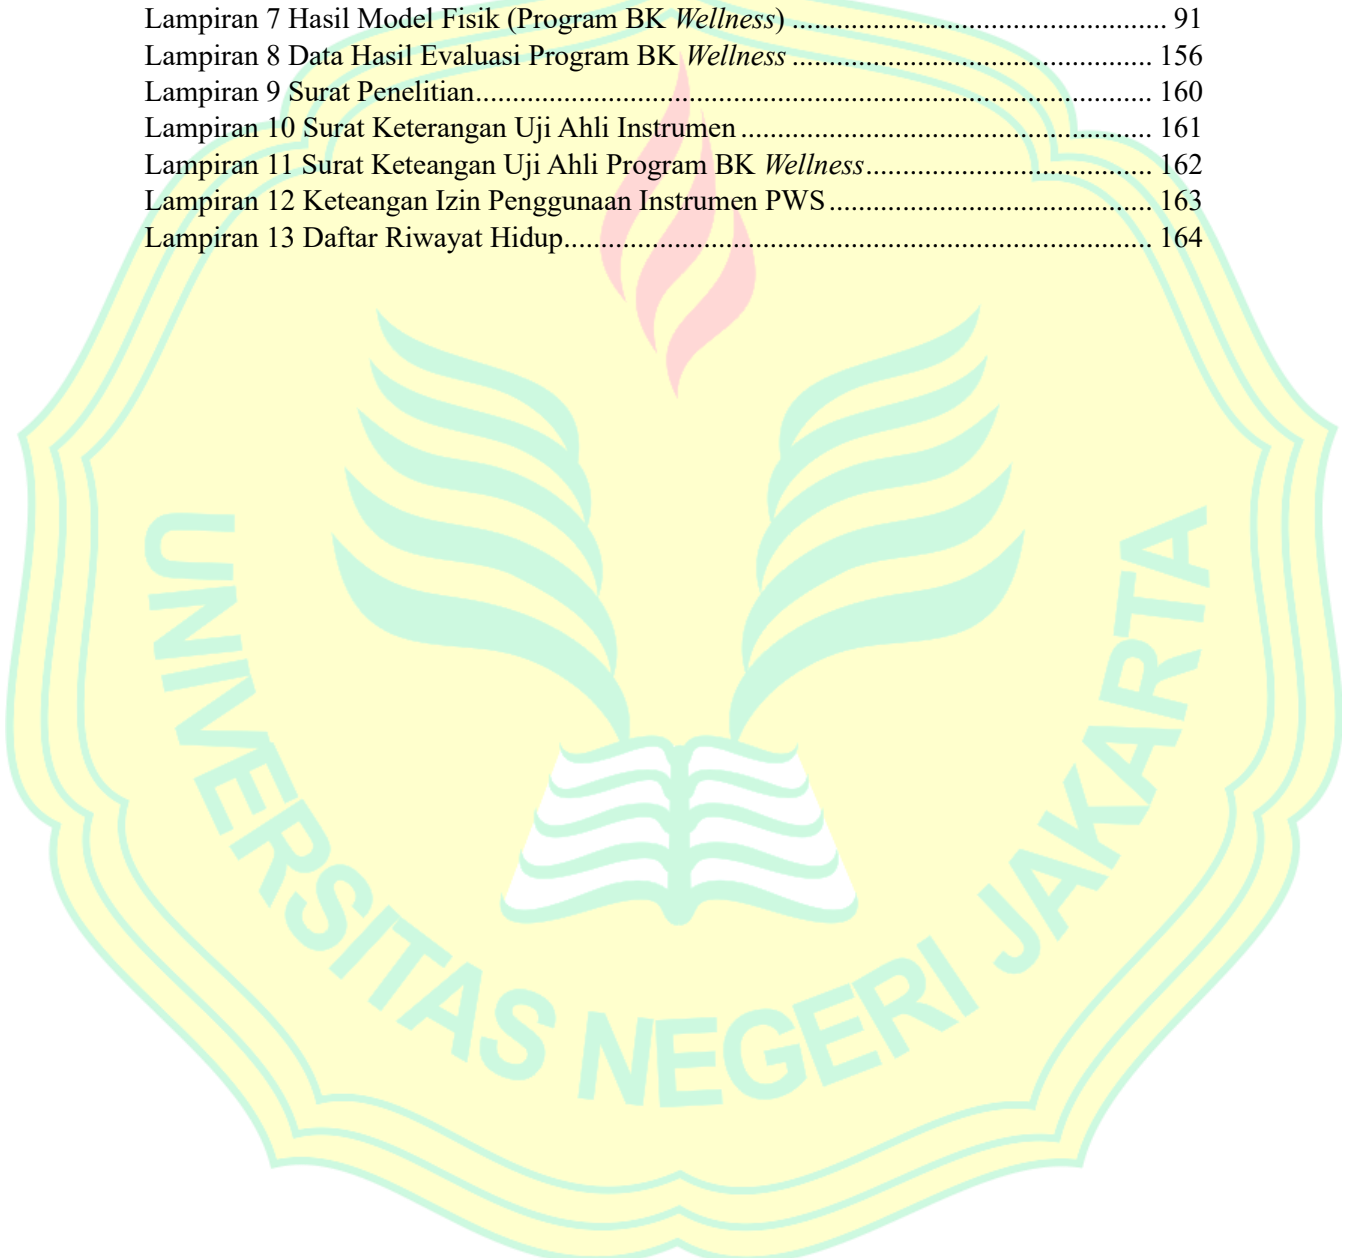 Lampiran 7 Hasil Model Fisik (Program BK Wellness) .................................................. 91
Lampiran 8 Data Hasil Evaluasi Program BK Wellness ................................................ 156
Lampiran 9 Surat Penelitian............................................................................................ 160
Lampiran 10 Surat Keterangan Uji Ahli Instrumen ....................................................... 161
Lampiran 11 Surat Keteangan Uji Ahli Program BK Wellness....................................... 162
Lampiran 12 Keteangan Izin Penggunaan Instrumen PWS ............................................ 163
Lampiran 13 Daftar Riwayat Hidup................................................................................ 164
UNIVERSITAS NEGERI JAKARTA